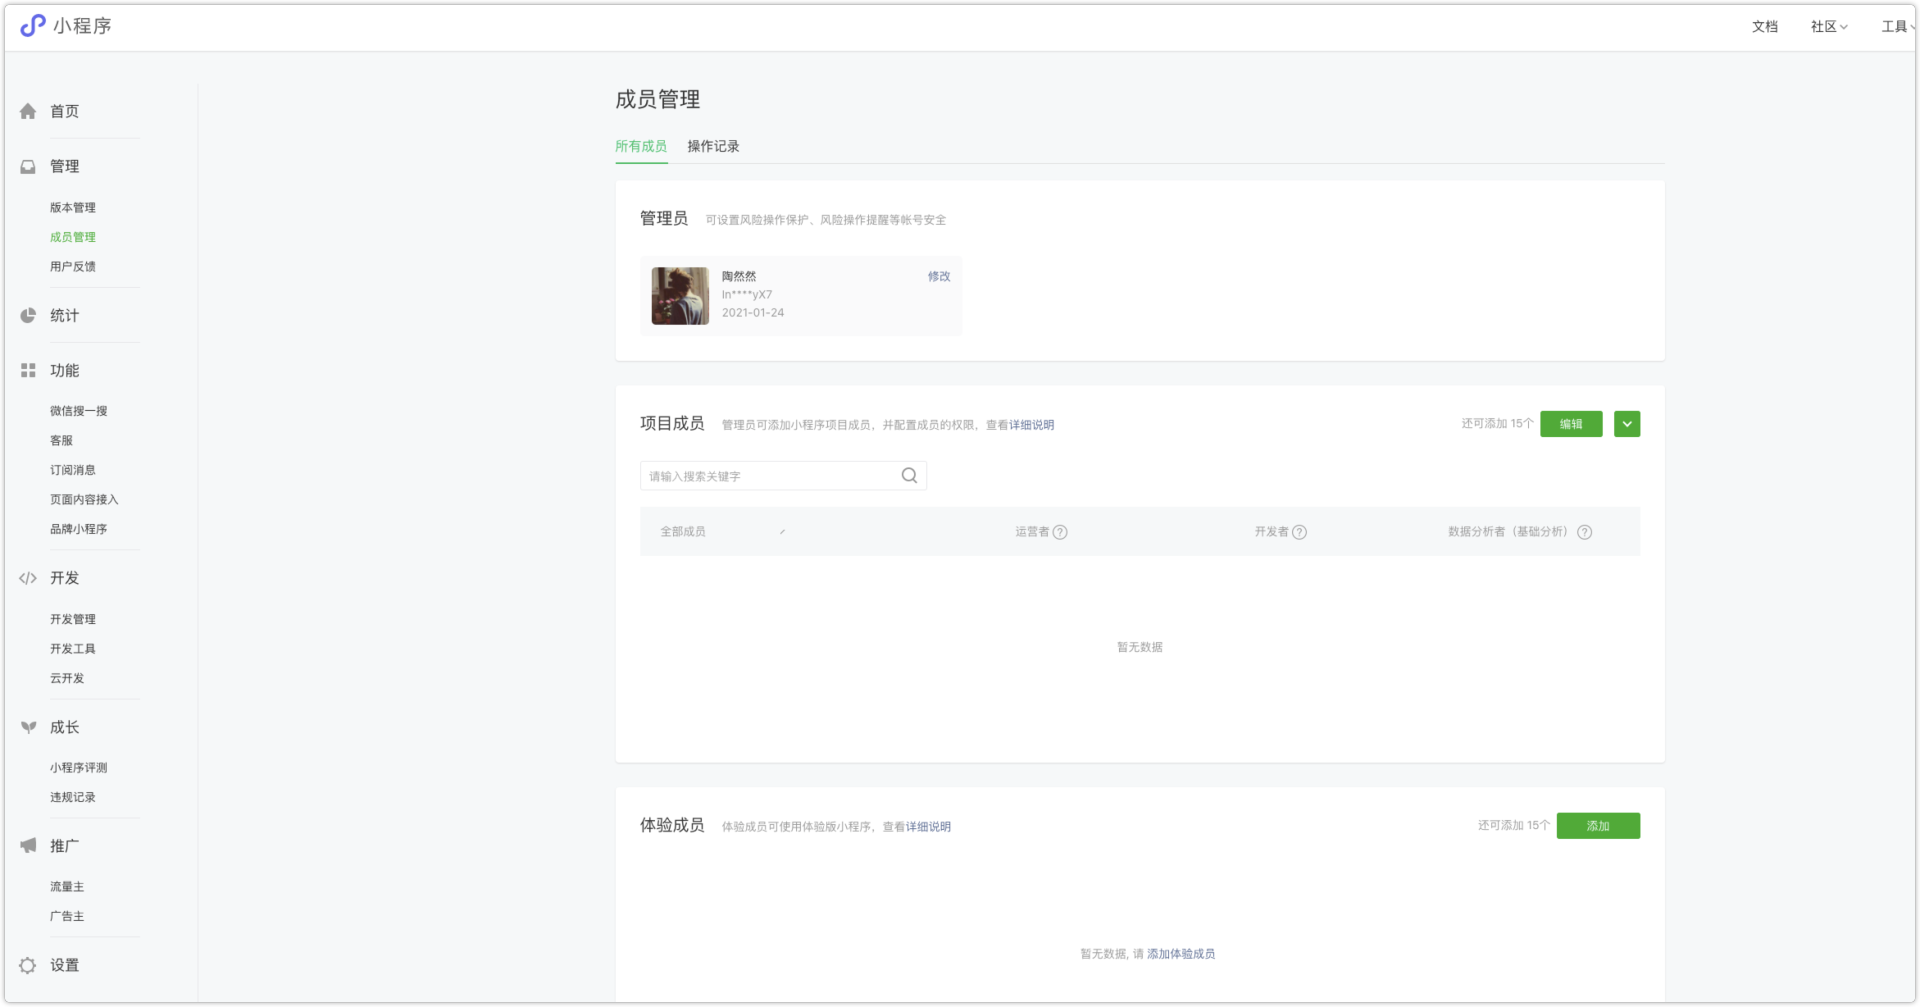 小程序
文档
社区
工具
首页
管理
版本管理
成员管理
用户反馈
统计
功能
微信搜一搜
客服
订阅消息
页面内容接入
品牌小程序
开发
开发管理
开发工具
云开发
成长
小程序评测
违规记录
推广
流量主
广告主
设置
成员管理
所有成员 操作记录
管理员 可设置风险操作保护、风险操作提醒等帐号安全
陶然然 修改
In****yX7
2021-01-24
项目成员 管理员可添加小程序项目成员，并配置成员的权限，查看详细说明 还可添加 15个 编辑
请输入搜索关键字
全部成员 运营者 ? 开发者 ? 数据分析者（基础分析） ?
暂无数据
体验成员 体验成员可使用体验版小程序，查看详细说明 还可添加 15个 添加
暂无数据, 请 添加体验成员